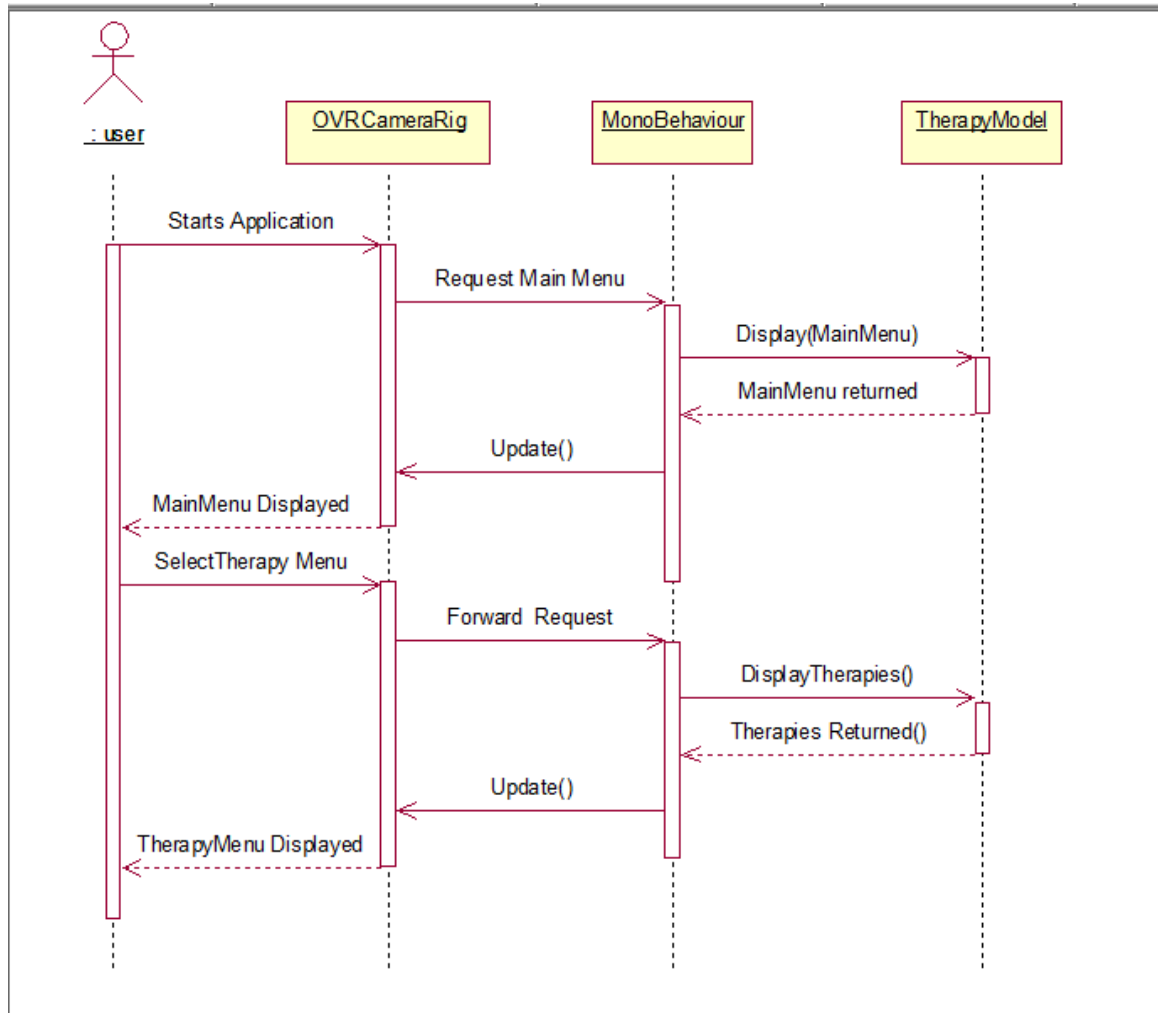 : user
OVRCameraRig
MonoBehaviour
TherapyModel
Starts Application
Request Main Menu
Display(MainMenu)
MainMenu returned
Update()
MainMenu Displayed
SelectTherapy Menu
Forward Request
DisplayTherapies()
Therapies Returned()
Update()
TherapyMenu Displayed